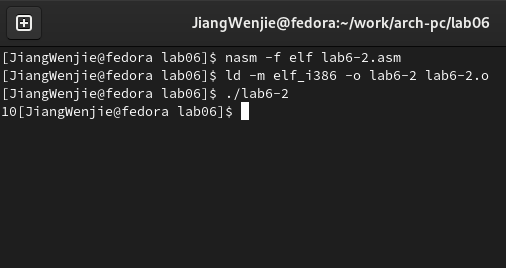 JiangWenjie@fedora:~/work/arch-pc/lab06
[JiangWenjie@fedora lab06]$ nasm -f elf lab6-2.asm
[JiangWenjie@fedora lab06]$ ld -m elf_i386 -o lab6-2 lab6-2.o
[JiangWenjie@fedora lab06]$ ./lab6-2
10[JiangWenjie@fedora lab06]$